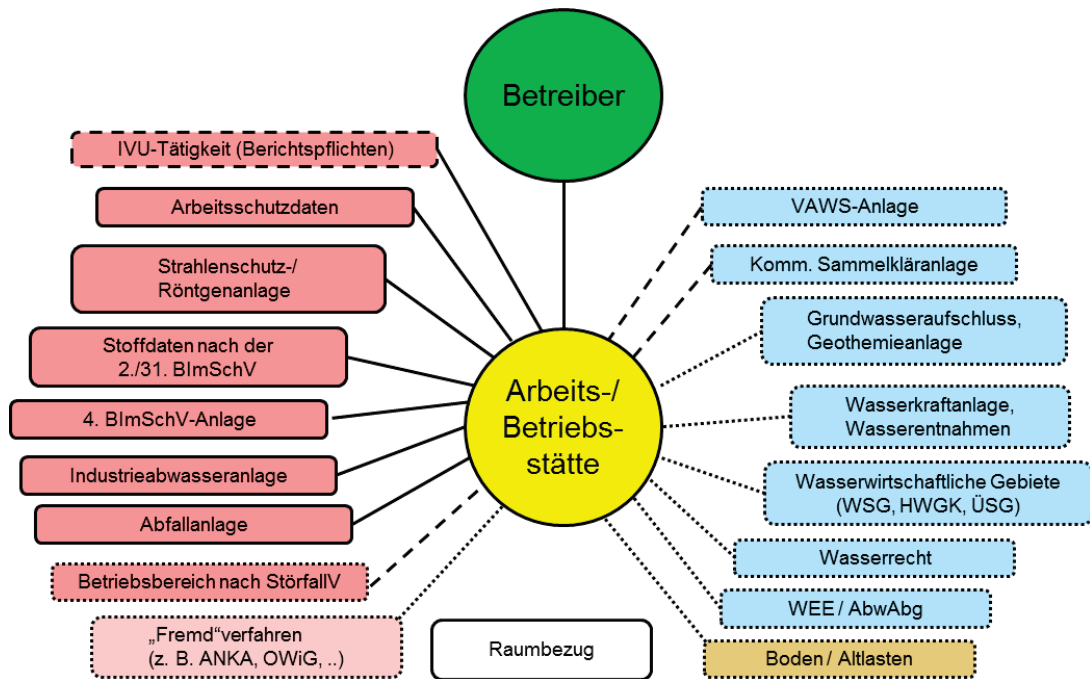 Betreiber
IVU-Tätigkeit (Berichtspflichten)
Arbeitsschutzdaten
Strahlenschutz-/
Röntgenanlage
Stoffdaten nach der
2./31. BImSchV
4. BImSchV-Anlage
Industrieabwasseranlage
Abfallanlage
Betriebsbereich nach StörfallV
„Fremd“verfahren
(z. B. ANKA, OWiG, ..)
Arbeits-/
Betriebs-
stätte
Raumbezug
VAWS-Anlage
Komm. Sammelkläranlage
Grundwasseraufschluss,
Geothemieanlage
Wasserkraftanlage,
Wasserentnahmen
Wasserwirtschaftliche Gebiete
(WSG, HWGK, ÜSG)
Wasserrecht
WEE / AbwAbg
Boden / Altlasten